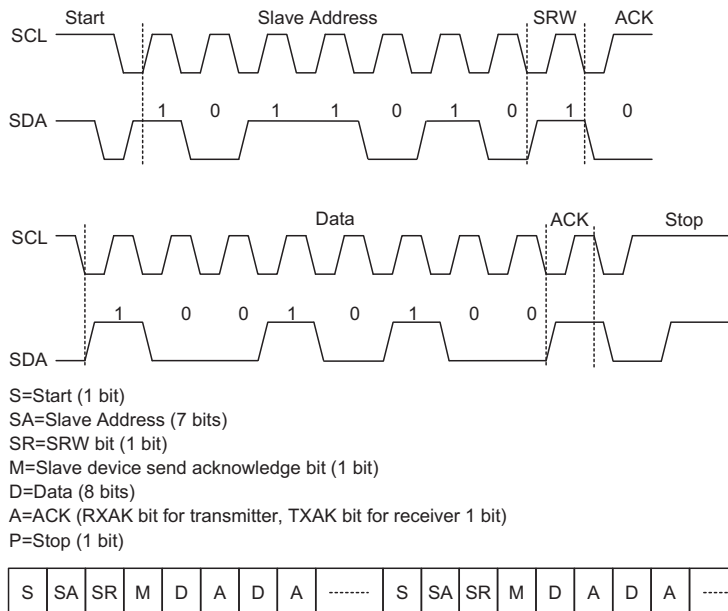 Start Slave Address SRW ACK
SCL
1 0 1 1 0 1 0 1 0
SDA
Data ACK Stop
SCL
1 0 0 1 0 1 0 0
SDA
S=Start (1 bit)
SA=Slave Address (7 bits)
SR=SRW bit (1 bit)
M=Slave device send acknowledge bit (1 bit)
D=Data (8 bits)
A=ACK (RXAK bit for transmitter, TXAK bit for receiver 1 bit)
P=Stop (1 bit)
S SA SR M D A D A ........ S SA SR M D A D A .....